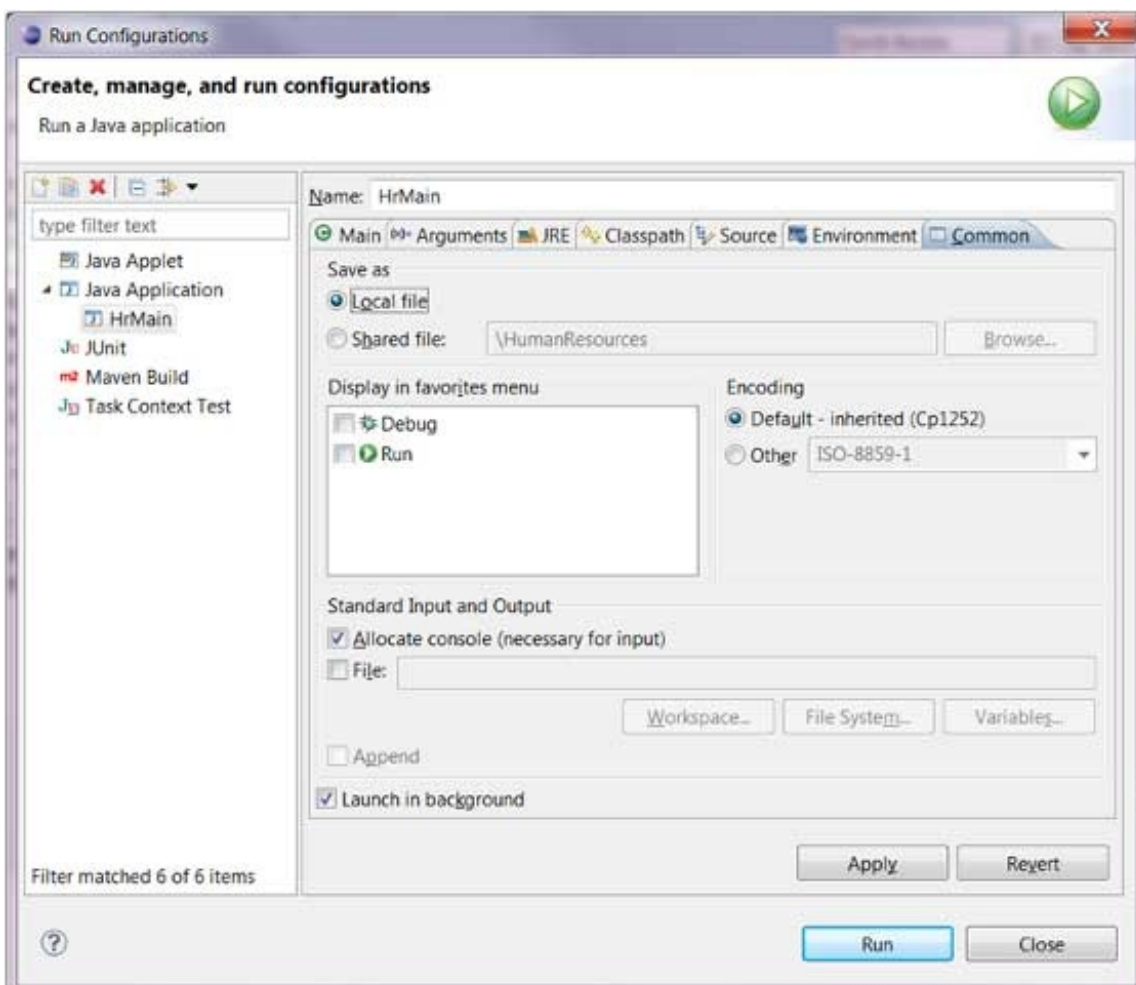 Run Configurations
X
Create, manage, and run configurations
Run a Java application
type filter text
Java Applet
Java Application
HrMain
Ju JUnit
m2 Maven Build
Task Context Test
Filter matched 6 of 6 items
Name: HrMain
Main Arguments JRE Classpath Source Environment Common
Save as
Local file
Shared file: \HumanResources Browse...
Display in favorites menu
Debug
Run
Encoding
Default - inherited (Cp1252)
Other ISO-8859-1
Standard Input and Output
Allocate console (necessary for input)
File:
Workspace... File System... Variables...
Append
Launch in background
Apply Revert
? Run Close